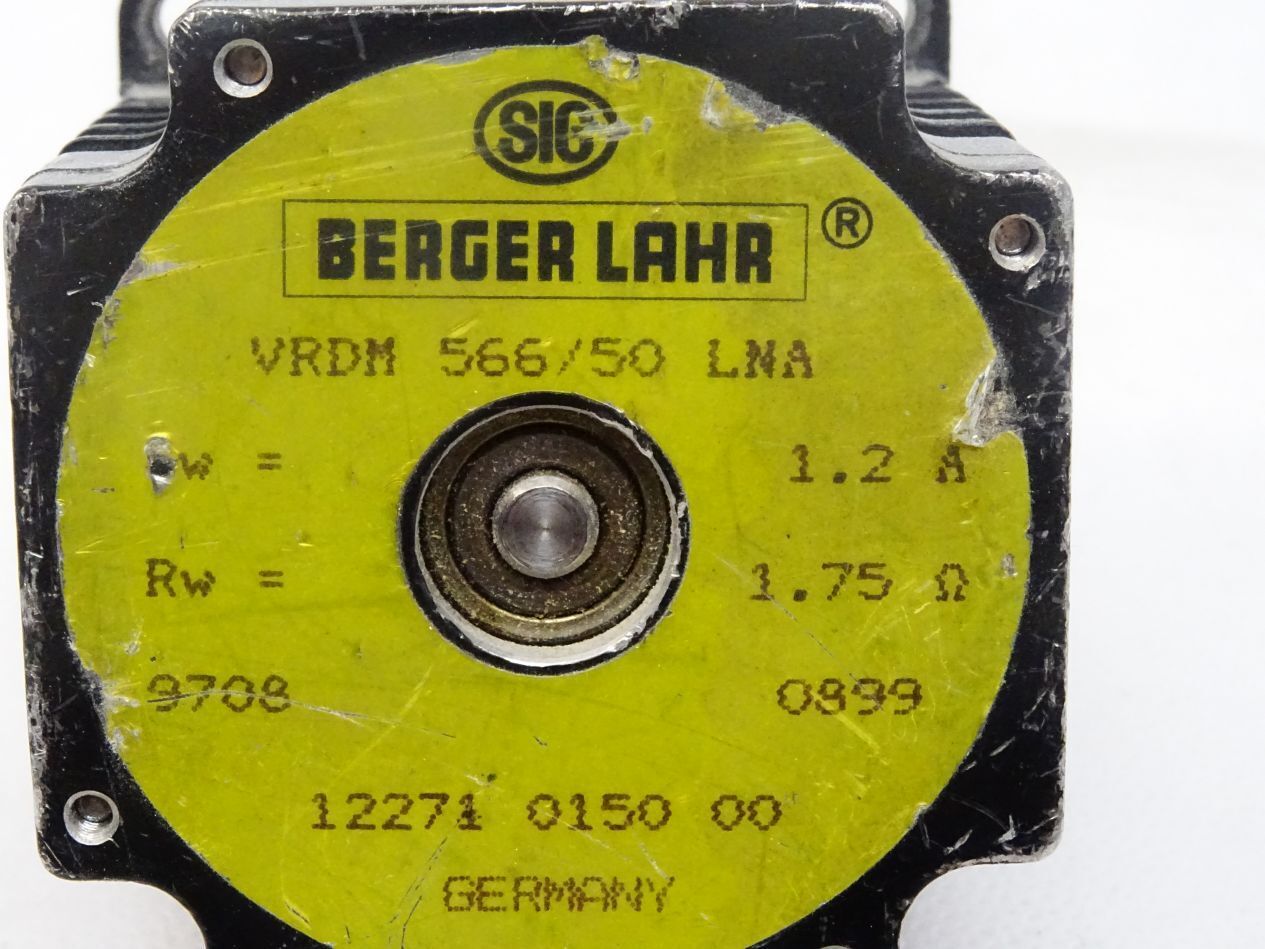 SIG
BERGER LAHR ®
VRDM 566/50 LNA
w = 1.2 A
Rw = 1.75 Ω
9708 0899
12271 0150 00
GERMANY